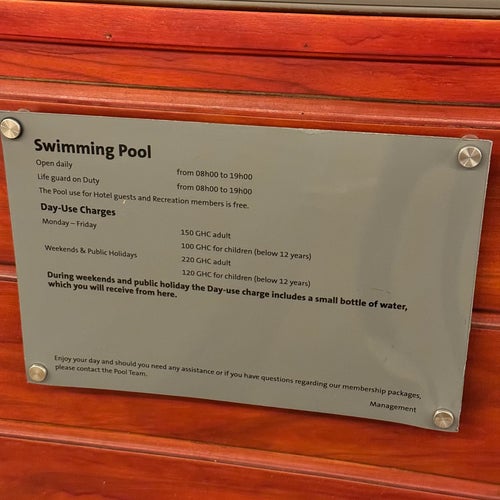 Swimming Pool
Open daily from 08h00 to 19h00
Life guard on Duty from 08h00 to 19h00
The Pool use for Hotel guests and Recreation members is free.
Day-Use Charges
Monday – Friday 150 GHC adult
100 GHC for children (below 12 years)
Weekends & Public Holidays 220 GHC adult
120 GHC for children (below 12 years)
During weekends and public holiday the Day-use charge includes a small bottle of water,
which you will receive from here.
Enjoy your day and should you need any assistance or if you have questions regarding our membership packages,
please contact the Pool Team.
Management